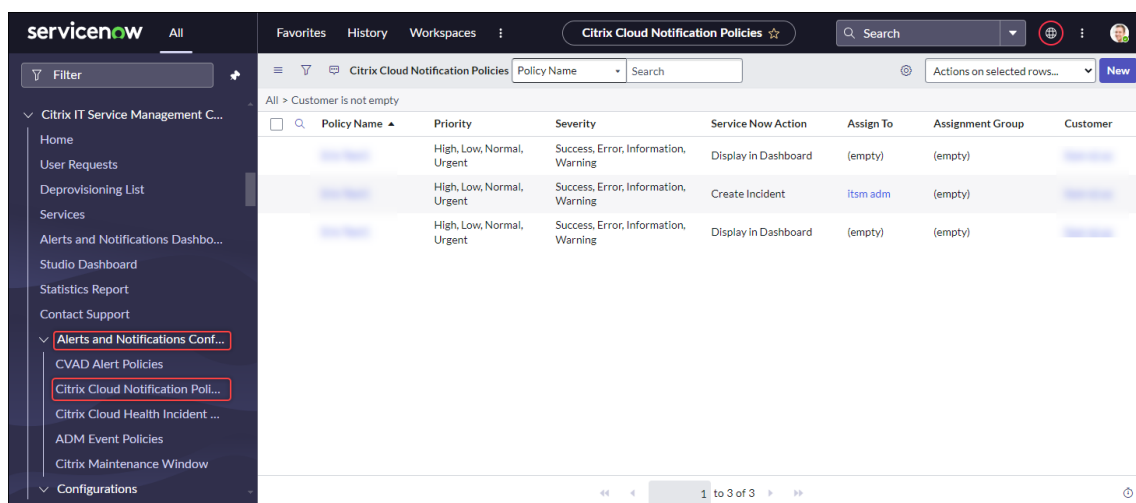 servicenow All Favorites History Workspaces Citrix Cloud Notification Policies Search
Filter
Citrix Cloud Notification Policies Policy Name Search Actions on selected rows... New
All > Customer is not empty
Policy Name Priority Severity Service Now Action Assign To Assignment Group Customer
High, Low, Normal, Urgent Success, Error, Information, Warning Display in Dashboard (empty) (empty)
High, Low, Normal, Urgent Success, Error, Information, Warning Create Incident itsm adm (empty)
High, Low, Normal, Urgent Success, Error, Information, Warning Display in Dashboard (empty) (empty)
Citrix IT Service Management C...
Home
User Requests
Deprovisioning List
Services
Alerts and Notifications Dashbo...
Studio Dashboard
Statistics Report
Contact Support
Alerts and Notifications Conf...
CVAD Alert Policies
Citrix Cloud Notification Poli...
Citrix Cloud Health Incident ...
ADM Event Policies
Citrix Maintenance Window
Configurations
1 to 3 of 3